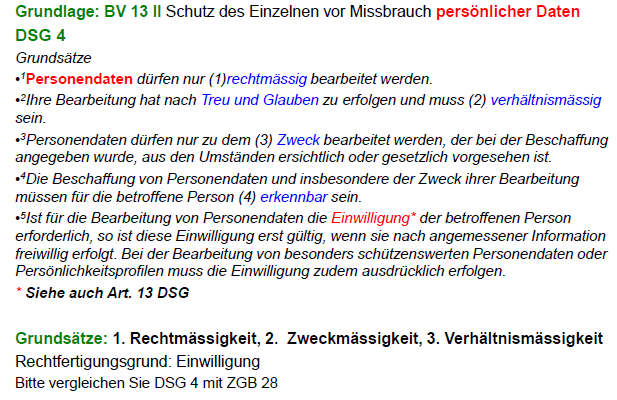 Grundlage: BV 13 II Schutz des Einzelnen vor Missbrauch persönlicher Daten
DSG 4
Grundsätze
•¹Personendaten dürfen nur (1)rechtmässig bearbeitet werden.
•²Ihre Bearbeitung hat nach Treu und Glauben zu erfolgen und muss (2) verhältnismässig
sein.
•³Personendaten dürfen nur zu dem (3) Zweck bearbeitet werden, der bei der Beschaffung
angegeben wurde, aus den Umständen ersichtlich oder gesetzlich vorgesehen ist.
•⁴Die Beschaffung von Personendaten und insbesondere der Zweck ihrer Bearbeitung
müssen für die betroffene Person (4) erkennbar sein.
•⁵Ist für die Bearbeitung von Personendaten die Einwilligung* der betroffenen Person
erforderlich, so ist diese Einwilligung erst gültig, wenn sie nach angemessener Information
freiwillig erfolgt. Bei der Bearbeitung von besonders schützenswerten Personendaten oder
Persönlichkeitsprofilen muss die Einwilligung zudem ausdrücklich erfolgen.
* Siehe auch Art. 13 DSG
Grundsätze: 1. Rechtmässigkeit, 2. Zweckmässigkeit, 3. Verhältnismässigkeit
Rechtfertigungsgrund: Einwilligung
Bitte vergleichen Sie DSG 4 mit ZGB 28